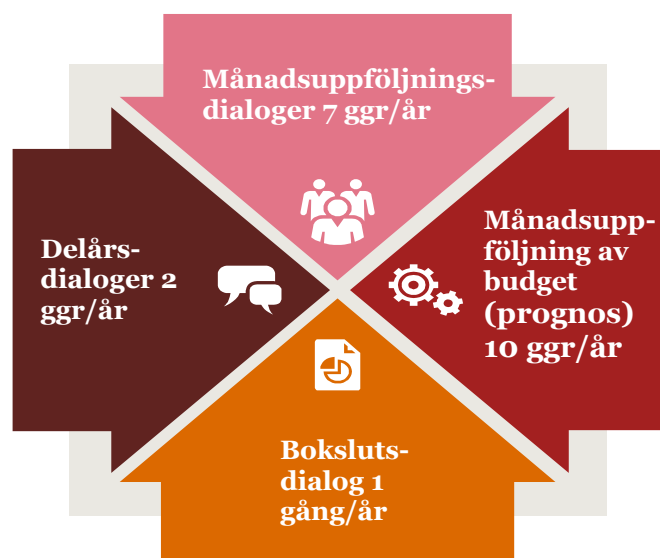 Månadsuppföljnings-
dialoger 7 ggr/år
Delårs-
dialoger 2
ggr/år
Månadsupp-
följning av
budget
(prognos)
10 ggr/år
Boksluts-
dialog 1
gång/år